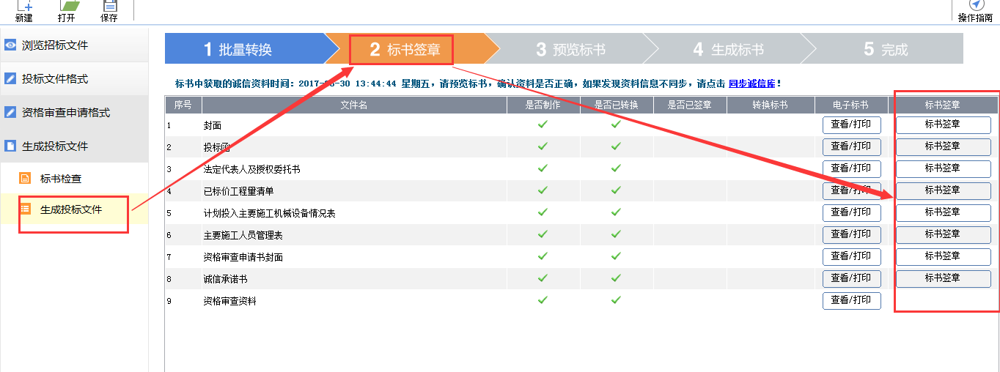 新建 打开 保存 操作指南
浏览招标文件
投标文件格式
资格审查申请格式
生成投标文件
标书检查
生成投标文件
1 批量转换 2 标书签章 3 预览标书 4 生成标书 5 完成
标书中获取的诚信资料时间：2017-0 -30 13:44:44 星期五，请预览标书，确认资料是否正确，如果发现资料信息不同步，请点击 同步诚信库！
序号 文件名 是否制作 是否已转换 是否已签章 转换标书 电子标书 标书签章
1 封面 查看/打印 标书签章
2 投标函 查看/打印 标书签章
3 法定代表人及授权委托书 查看/打印 标书签章
4 已标价工程量清单 查看/打印 标书签章
5 计划投入主要施工机械设备情况表 查看/打印 标书签章
6 主要施工人员管理表 查看/打印 标书签章
7 资格审查申请书封面 查看/打印 标书签章
8 诚信承诺书 查看/打印 标书签章
9 资格审查资料 查看/打印